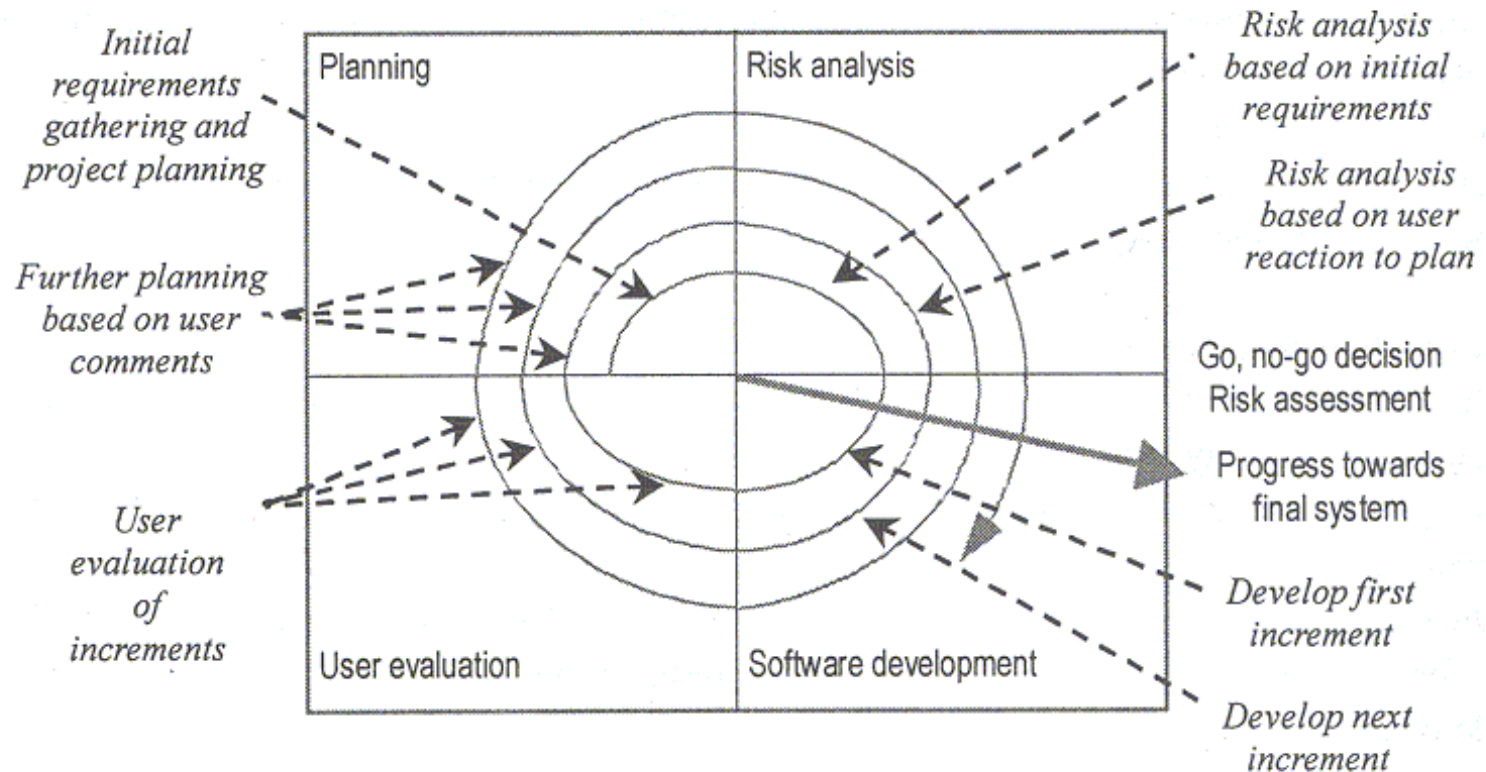 Initial
requirements
gathering and
project planning
Further planning
based on user
comments
User
evaluation
of
increments
Planning
Risk analysis
User evaluation
Software development
Risk analysis
based on initial
requirements
Risk analysis
based on user
reaction to plan
Go, no-go decision
Risk assessment
Progress towards
final system
Develop first
increment
Develop next
increment